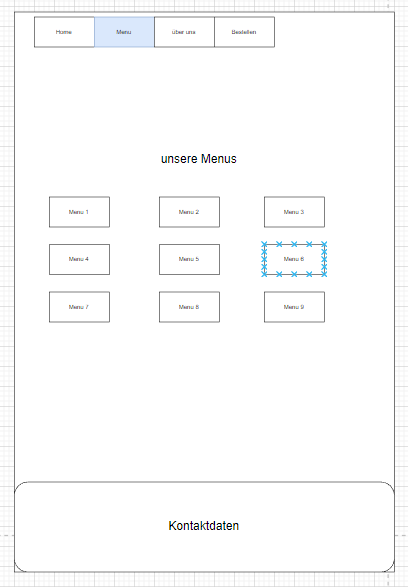 Home
Menu
über uns
Bestellen
unsere Menus
Menu 1
Menu 2
Menu 3
Menu 4
Menu 5
Menu 6
Menu 7
Menu 8
Menu 9
Kontaktdaten